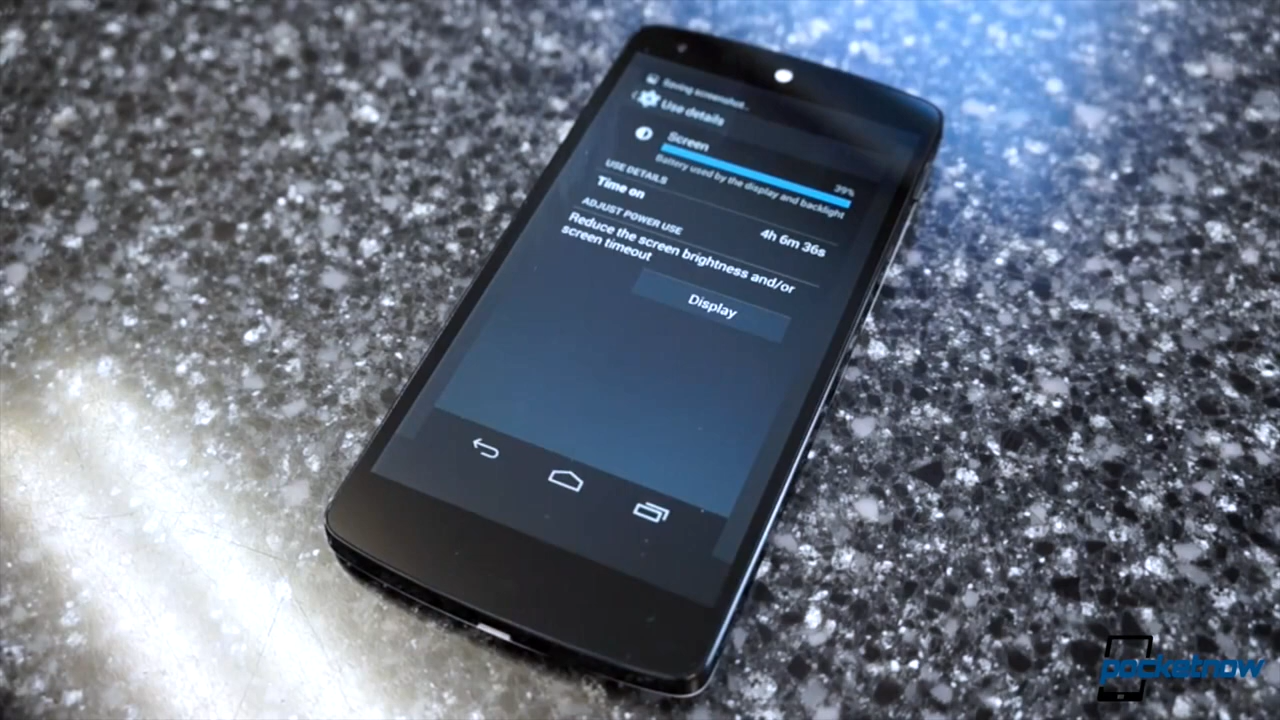 Saving screenshot...
Use details
Screen
39%
Battery used by the display and backlight
USE DETAILS
Time on
4h 6m 36s
ADJUST POWER USE
Reduce the screen brightness and/or
screen timeout
Display
pocketnow